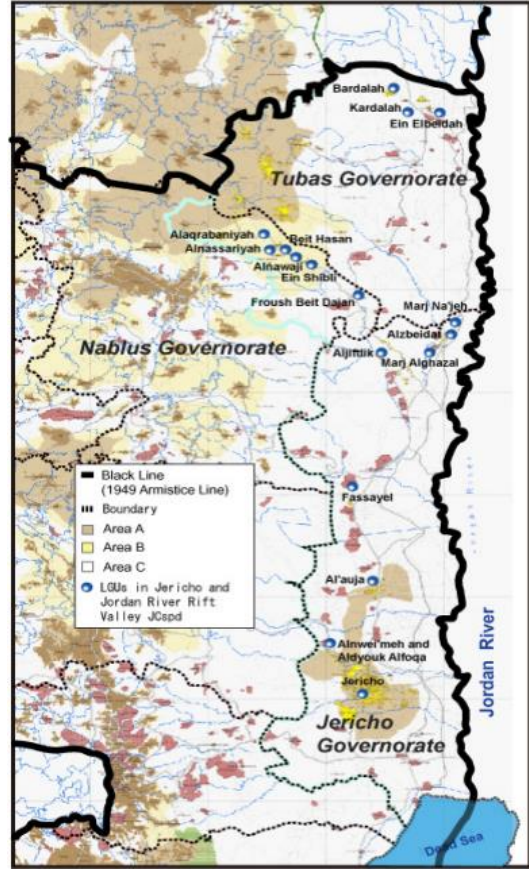 Bardalah
Kardalah
Ein Elbeidah
Tubas Governorate
Alaqrabaniyah
Beit Hasan
Alnassariyah
Alnawaji
Ein Shibli
Froush Beit Dajan
Marj Na'jeh
Alzbeidat
Nablus Governorate
Aljiftlik
Marj Alghazal
Black Line
(1949 Armistice Line)
Boundary
Area A
Area B
Area C
LGUs in Jericho and
Jordan River Rift
Valley JCspd
Fassayel
Al'auja
Alnwei'meh and
Aldyouk Alfoqa
Jericho
Jericho
Governorate
Jordan River
Dead Sea